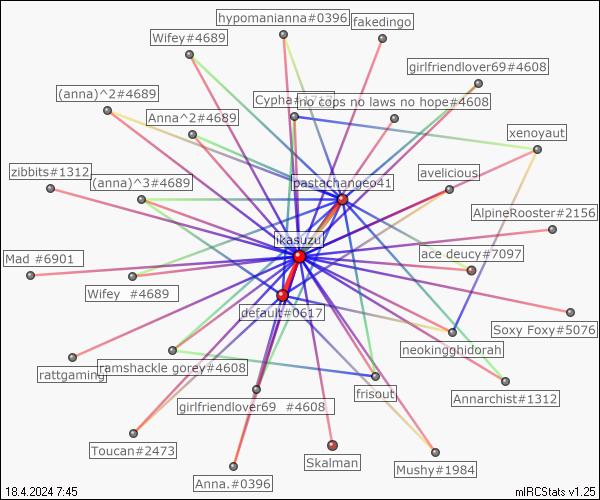 hypomanianna#0396
fakedingo
Wifey#4689
girlfriendlover69#4608
(anna)^2#4689
Cypha#1717
no cops no laws no hope#4608
Anna^2#4689
xenoyaut
zibbits#1312
(anna)^3#4689
pastachangeo41
avelicious
AlpineRooster#2156
ikasuzu
Mad #6901
ace deucy#7097
Wifey #4689
default#0617
Soxy Foxy#5076
neokingghidorah
rattgaming
ramshackle gorey#4608
frisout
Annarchist#1312
girlfriendlover69 #4608
Toucan#2473
Skalman
Mushy#1984
Anna.#0396
18.4.2024 7:45
mIRCStats v1.25